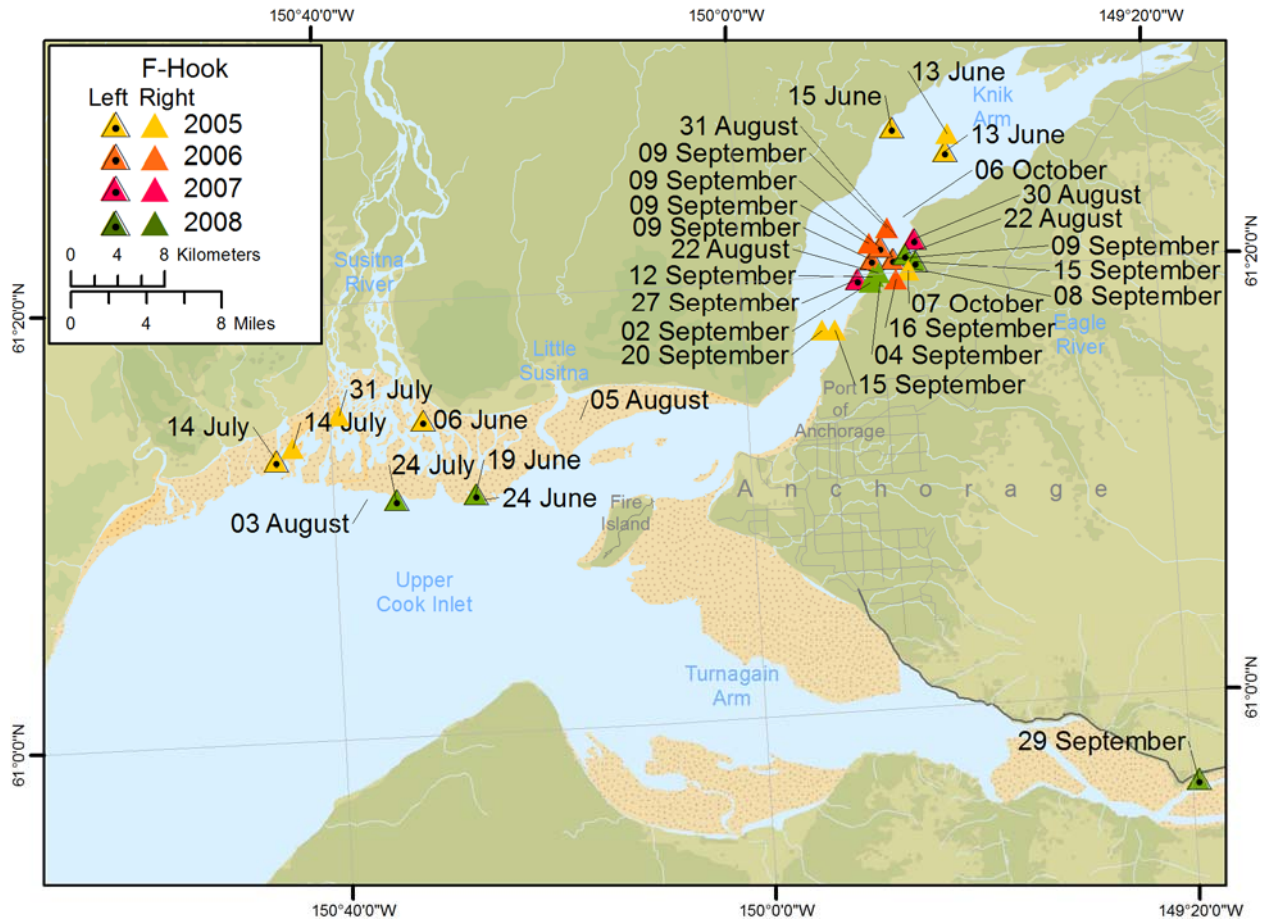 150°40'0"W
150°0'0"W
149°20'0"W
F-Hook
Left Right
2005
2006
2007
2008
0 4 8 Kilometers
0 4 8 Miles
13 June
Knik
Arm
15 June
13 June
31 August
09 September
09 September
09 September
09 September
22 August
12 September
27 September
02 September
20 September
06 October
30 August
22 August
09 September
15 September
08 September
07 October
16 September
04 September
15 September
Eagle
River
61°20'0"N
61°20'0"N
Susitna
River
Little
Susitna
Port
of
Anchorage
31 July
14 July
14 July
06 June
05 August
24 July
19 June
24 June
03 August
Fire
Island
Anchorage
Upper
Cook Inlet
Turnagain
Arm
29 September
61°0'0"N
61°0'0"N
150°40'0"W
150°0'0"W
149°20'0"W